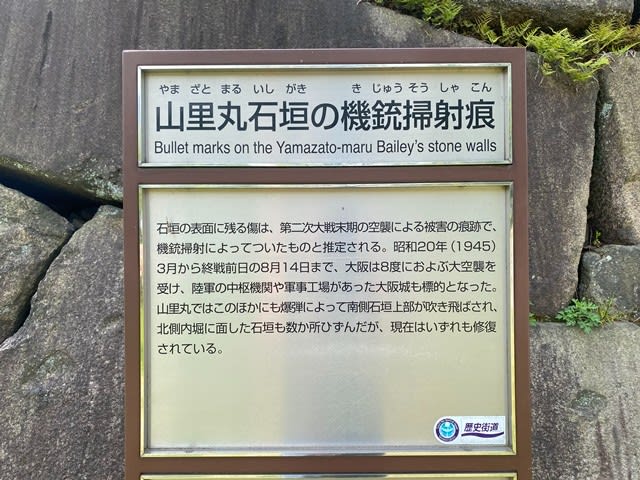 やま ざと まる いし がき き じゅう そう しゃ こん
山里丸石垣の機銃掃射痕
Bullet marks on the Yamazato-maru Bailey's stone walls
石垣の表面に残る傷は、第二次大戦末期の空襲による被害の痕跡で、
機銃掃射によってついたものと推定される。昭和20年(1945)
3月から終戦前日の8月14日まで、大阪は8度におよぶ大空襲を
受け、陸軍の中枢機関や軍事工場があった大阪城も標的となった。
山里丸ではこのほかにも爆弾によって南側石垣上部が吹き飛ばされ、
北側内堀に面した石垣も数か所ひずんだが、現在はいずれも修復
されている。
歴史街道